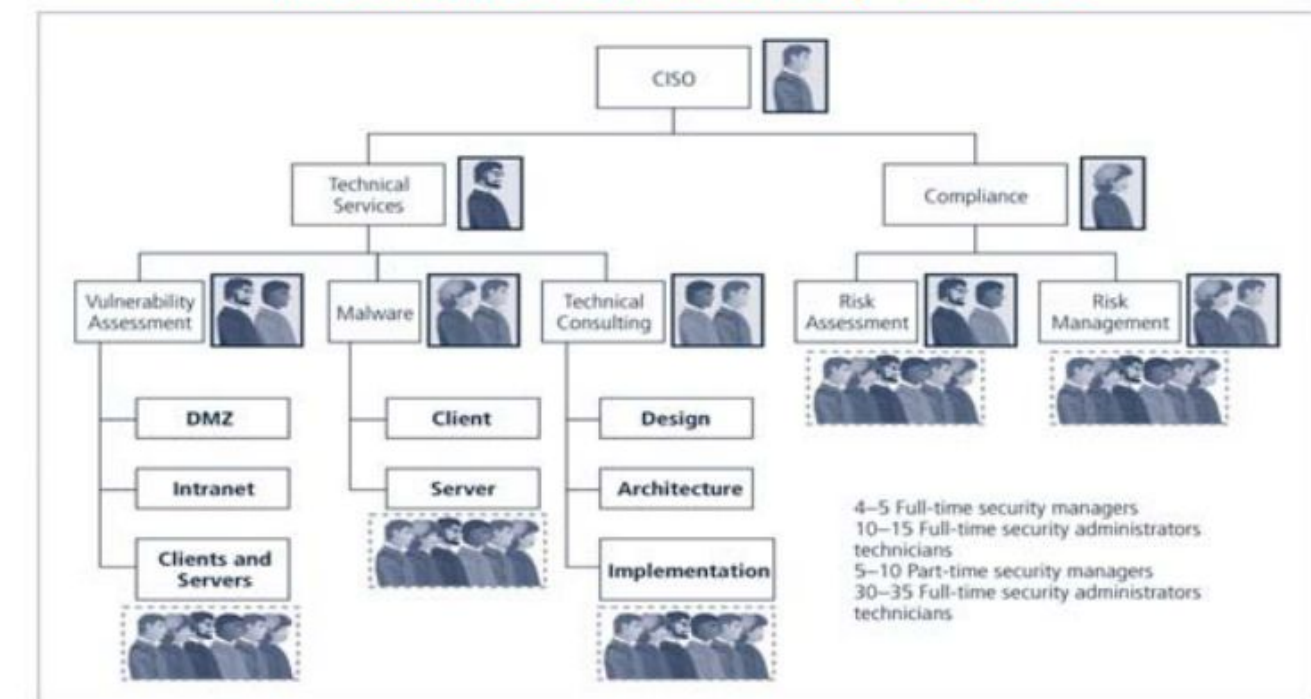 CISO
Technical
Services
Compliance
Vulnerability
Assessment
Malware
Technical
Consulting
Risk
Assessment
Risk
Management
DMZ
Client
Design
Intranet
Server
Architecture
Clients and
Servers
Implementation
4–5 Full-time security managers
10–15 Full-time security administrators
technicians
5–10 Part-time security managers
30–35 Full-time security administrators
technicians